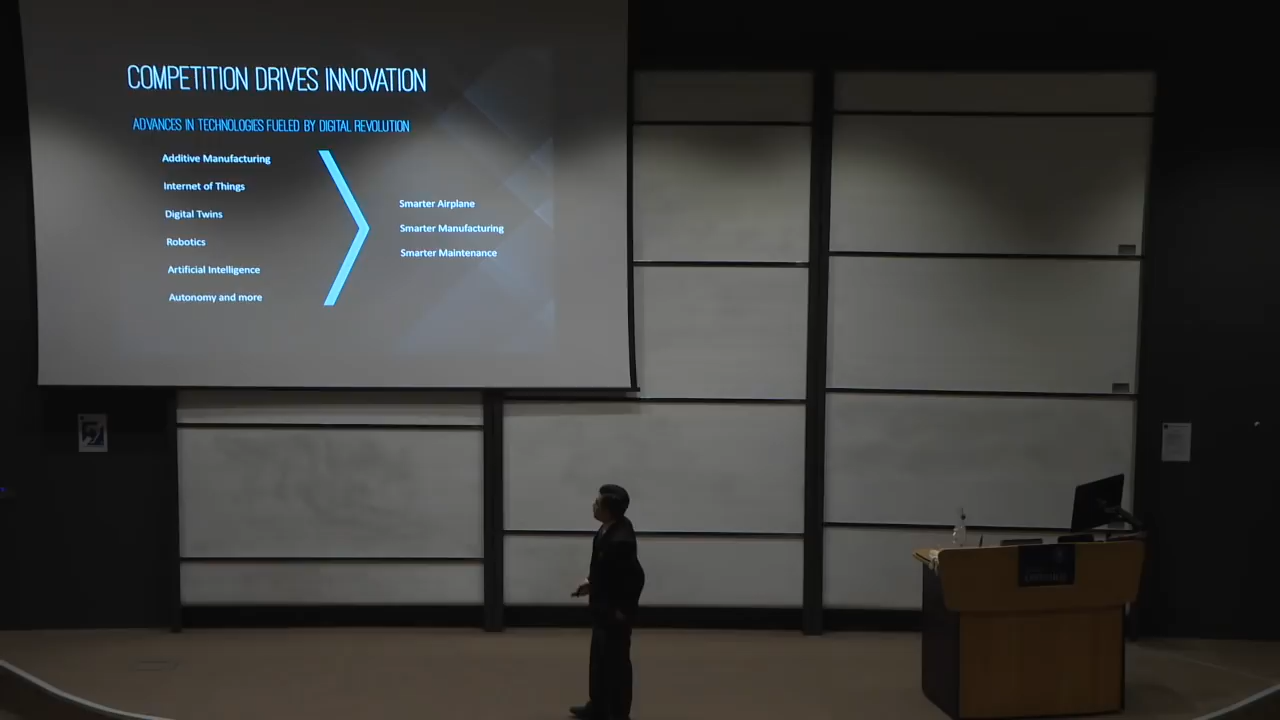 COMPETITION DRIVES INNOVATION
ADVANCES IN TECHNOLOGIES FUELED BY DIGITAL REVOLUTION
Additive Manufacturing
Internet of Things
Digital Twins
Robotics
Artificial Intelligence
Autonomy and more
Smarter Airplane
Smarter Manufacturing
Smarter Maintenance